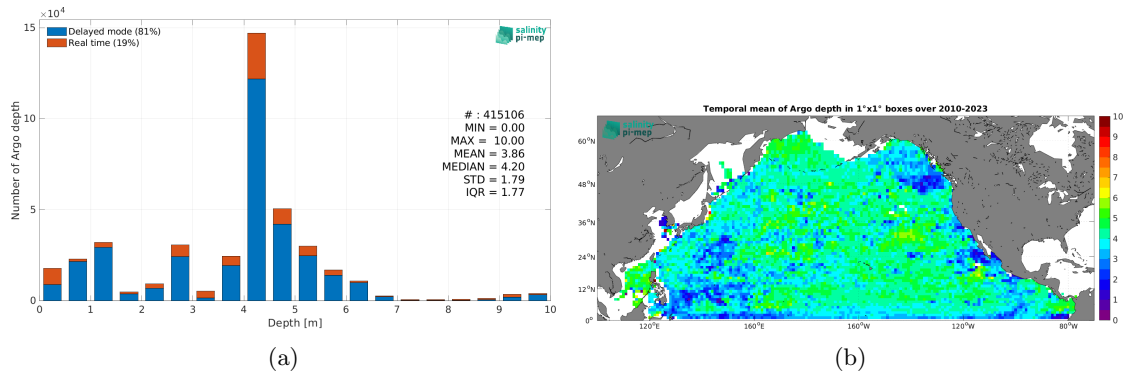 ×10⁴
15
10
5
0
Number of Argo depth
Delayed mode (81%)
Real time (19%)
salinity
pi-mep
# : 415106
MIN = 0.00
MAX = 10.00
MEAN = 3.86
MEDIAN = 4.20
STD = 1.79
IQR = 1.77
0 1 2 3 4 5 6 7 8 9 10
Depth [m]
(a)
Temporal mean of Argo depth in 1°x1° boxes over 2010-2023
salinity
pi-mep
60°N
48°N
36°N
24°N
12°N
0°
120°E 160°E 160°W 120°W 80°W
10
9
8
7
6
5
4
3
2
1
0
(b)